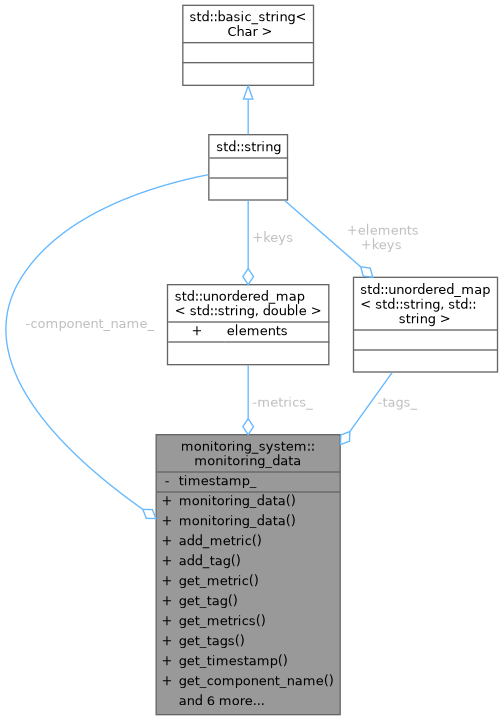 std::basic_string<
Char >
std::string
+elements
+keys
+keys
std::unordered_map
< std::string, double >
+ elements
std::unordered_map
< std::string, std::
string >
-component_name_
-metrics_
-tags_
monitoring_system::
monitoring_data
- timestamp_
+ monitoring_data()
+ monitoring_data()
+ add_metric()
+ add_tag()
+ get_metric()
+ get_tag()
+ get_metrics()
+ get_tags()
+ get_timestamp()
+ get_component_name()
and 6 more...